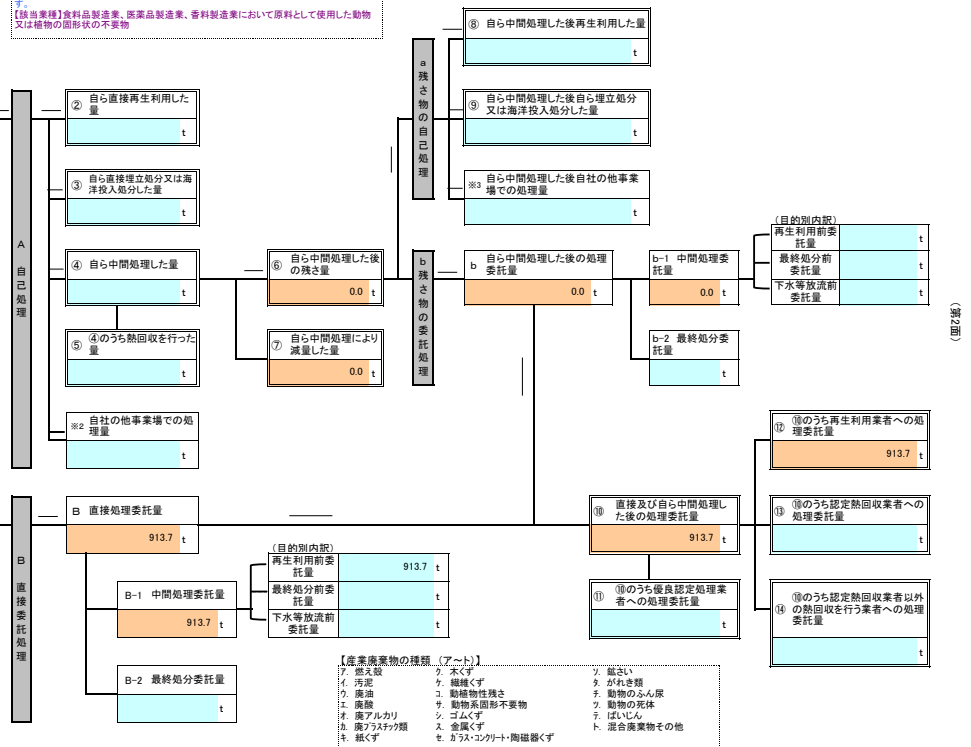 す。
【該当業種】食料品製造業、医薬品製造業、香料製造業において原料として使用した動物
又は植物の固形状の不要物
A 自己処理
② 自ら直接再生利用した
量
t
③ 自ら直接埋立処分又は海
洋投入処分した量
t
④ 自ら中間処理した量
t
⑤ ④のうち熱回収を行った
量
t
※2 自社の他事業場での処
理量
t
⑥ 自ら中間処理した後
の残さ量
0.0 t
⑦ 自ら中間処理により
減量した量
0.0 t
a 残さ物の自己処理
⑧ 自ら中間処理した後再生利用した量
t
⑨ 自ら中間処理した後自ら埋立処分
又は海洋投入処分した量
t
※3 自ら中間処理した後自社の他事業
場での処理量
t
b 残さ物の委託処理
b 自ら中間処理した後の処理
委託量
0.0 t
b-1 中間処理委
託量
0.0 t
b-2 最終処分委
託量
t
(目的別内訳)
再生利用前委
託量
t
最終処分前
委託量
t
下水等放流前
委託量
t
(第2面)
B 直接委託処理
B 直接処理委託量
913.7 t
B-1 中間処理委託量
913.7 t
B-2 最終処分委託量
t
(目的別内訳)
再生利用前委
託量
913.7 t
最終処分前委
託量
t
下水等放流前
委託量
t
⑩ 直接及び自ら中間処理し
た後の処理委託量
913.7 t
⑪ ⑩のうち優良認定処理業
者への処理委託量
t
⑫ ⑩のうち再生利用業者への処
理委託量
913.7 t
⑬ ⑩のうち認定熱回収業者への
処理委託量
t
⑭ ⑩のうち認定熱回収業者以外
の熱回収を行う業者への処理
委託量
t
【産業廃棄物の種類 (ア～ト)】
ア. 燃え殻
イ. 汚泥
ウ. 廃油
エ. 廃酸
オ. 廃アルカリ
カ. 廃プラスチック類
キ. 紙くず
ク. 木くず
ケ. 繊維くず
コ. 動植物性残さ
サ. 動物系固形不要物
シ. ゴムくず
ス. 金属くず
セ. ガラス・コンクリート・陶磁器くず
ソ. 鉱さい
タ. がれき類
チ. 動物のふん尿
ツ. 動物の死体
テ. ばいじん
ト. 混合廃棄物その他